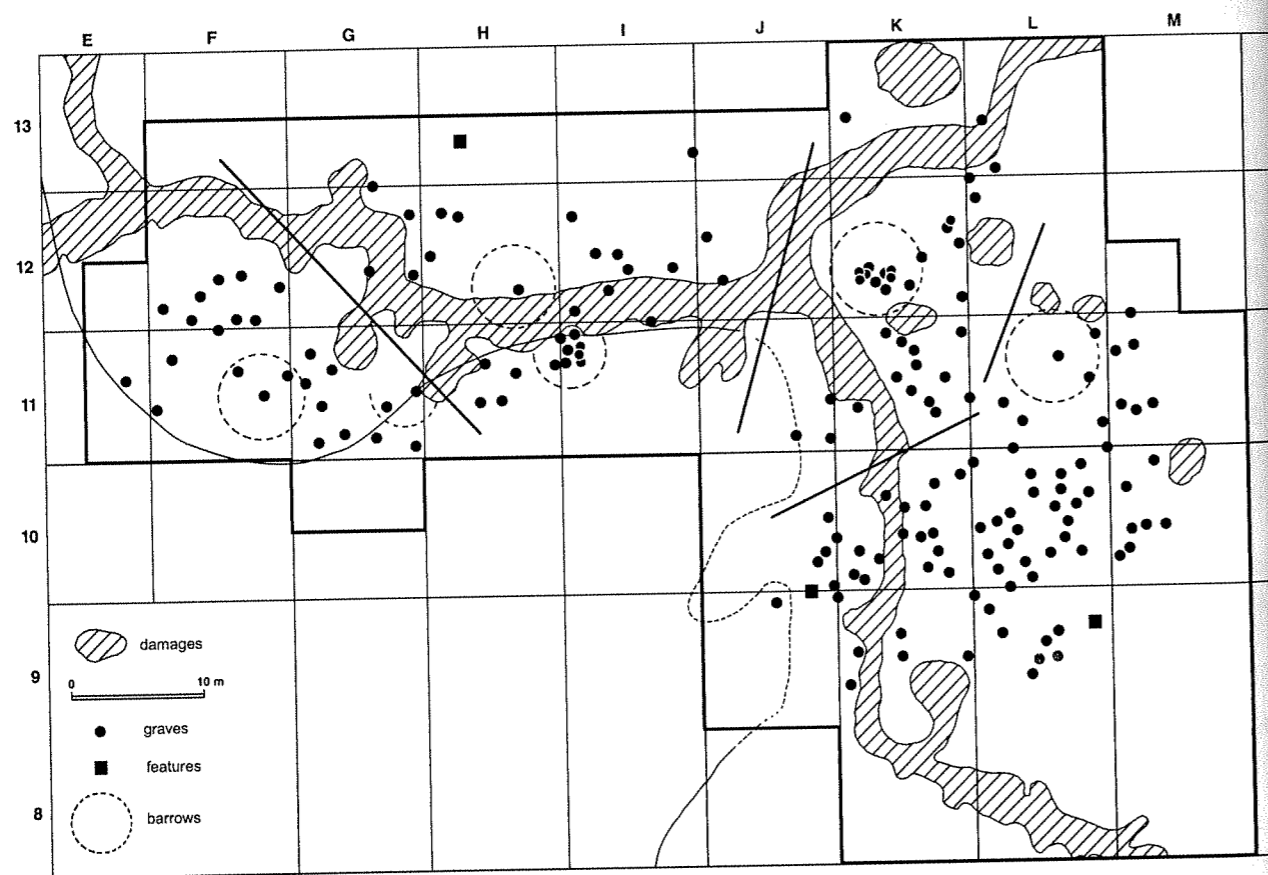 E F G H I J K L M
13
12
11
10
9
8
damages
0 10 m
graves
features
barrows